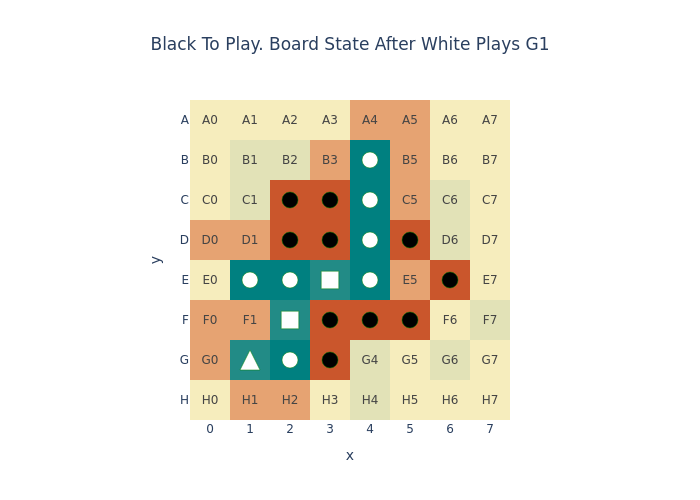 Black To Play. Board State After White Plays G1
A A0 A1 A2 A3 A4 A5 A6 A7
B B0 B1 B2 B3 B5 B6 B7
C C0 C1 C5 C6 C7
D D0 D1 D6 D7
y
E E0 E5 E7
F F0 F1 F6 F7
G G0 G4 G5 G6 G7
H H0 H1 H2 H3 H4 H5 H6 H7
0 1 2 3 4 5 6 7
x